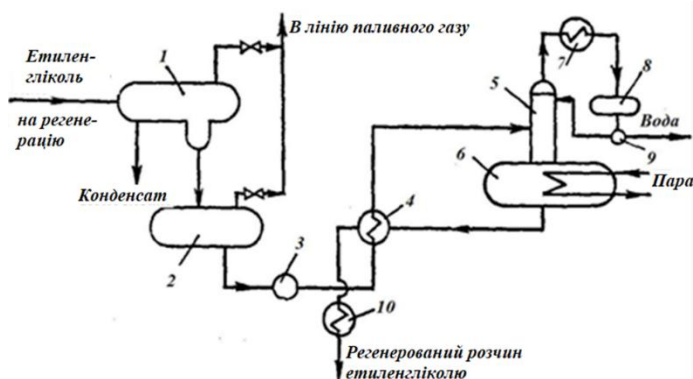 В лінію паливного газу
Етилен-
гліколь
на регене-
рацію
Конденсат
1
2
3
4
5
6
7
8
Вода
9
Пара
10
Регенерований розчин
етиленгліколю